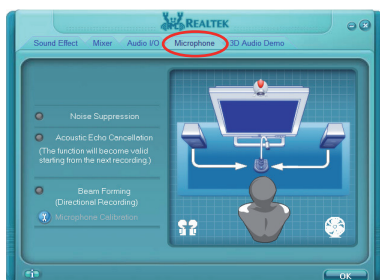 REALTEK
Sound Effect Mixer Audio I/O Microphone 3D Audio Demo
Noise Suppression
Acoustic Echo Cancellation
(The function will become valid
starting from the next recording.)
Beam Forming
(Directional Recording)
Microphone Calibration
OK